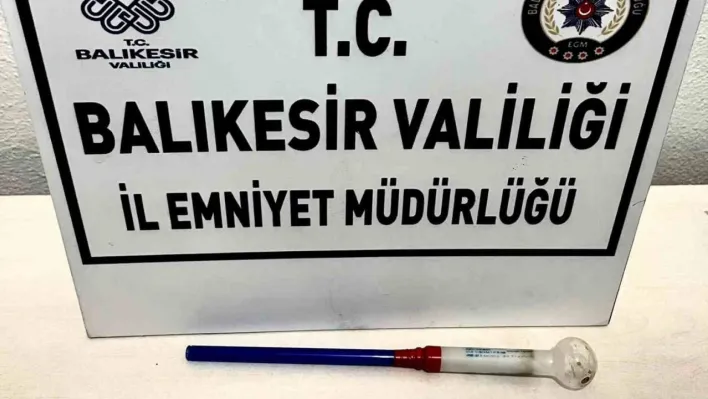 T.C.
BALIKESİR
VALİLİĞİ
T.C.
EGM
BALIKESİR VALİLİĞİ
İL EMNİYET MÜDÜRLÜĞÜ